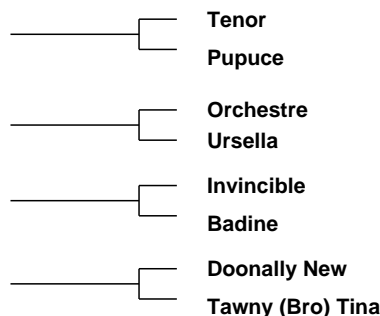 Tenor
Pupuce
Orchestre
Ursella
Invincible
Badine
Doonally New
Tawny (Bro) Tina